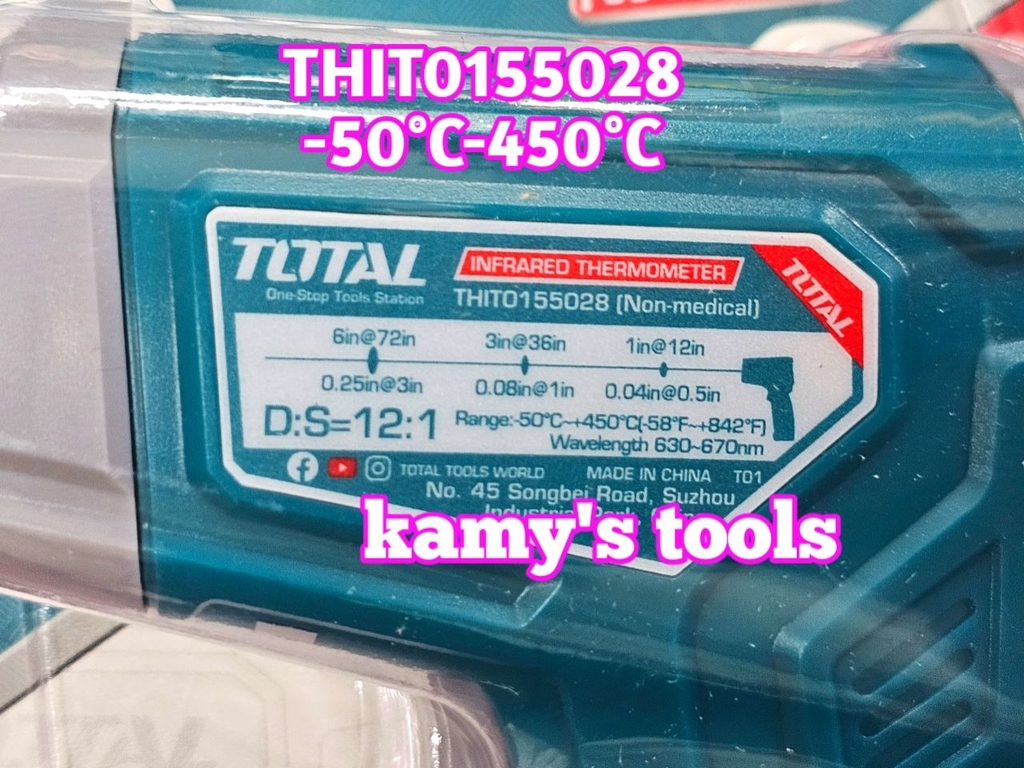 THIT0155028
-50°C-450°C
TOTAL
One-Stop Tools Station
INFRARED THERMOMETER
THIT0155028 (Non-medical)
TOTAL
6in@72in 3in@36in 1in@12in
0.25in@3in 0.08in@1in 0.04in@0.5in
D:S=12:1
Range:-50°C~+450°C(-58°F~+842°F)
Wavelength 630~670nm
TOTAL TOOLS WORLD MADE IN CHINA T01
No. 45 Songbei Road, Suzhou
kamy's tools